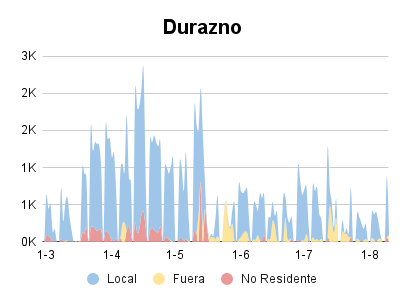 Durazno
3K
2K
2K
1K
1K
0K
1-3 1-4 1-5 1-6 1-7 1-8
Local Fuera No Residente